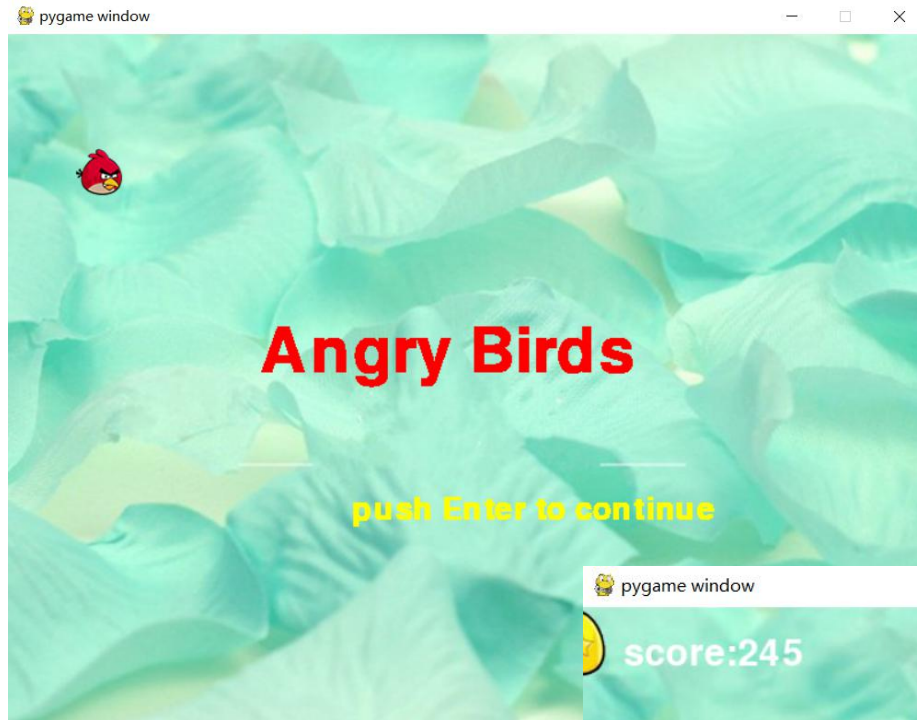 pygame window
Angry Birds
push Enter to continue
pygame window
score:245